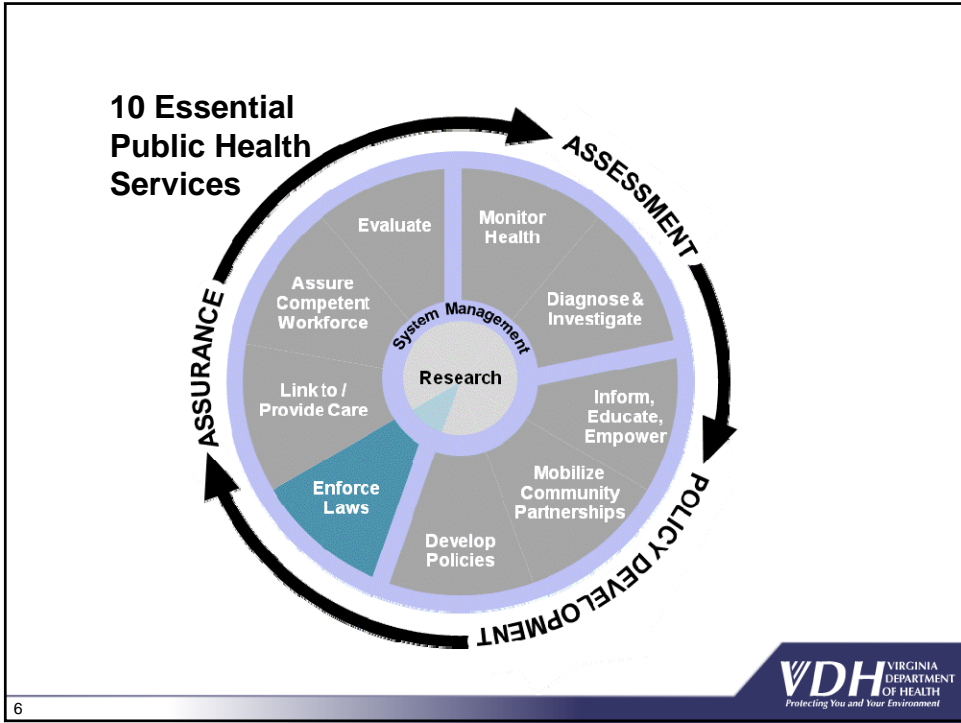 10 Essential
Public Health
Services
ASSESSMENT
POLICY DEVELOPMENT
ASSURANCE
Monitor
Health
Diagnose &
Investigate
Inform,
Educate,
Empower
Mobilize
Community
Partnerships
Develop
Policies
Enforce
Laws
Link to /
Provide Care
Assure
Competent
Workforce
Evaluate
System Management
Research
VDH VIRGINIA
DEPARTMENT
OF HEALTH
Protecting You and Your Environment
6